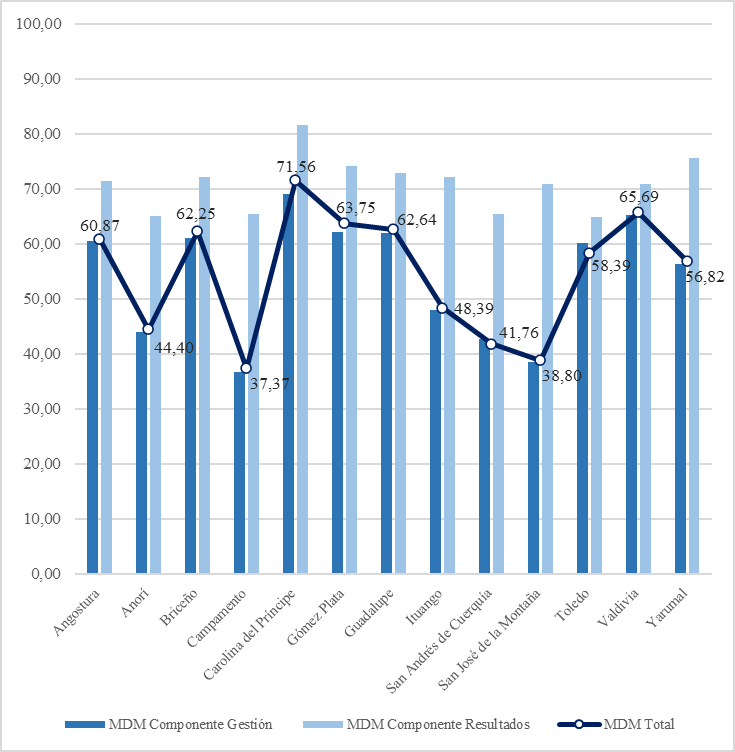 100,00
90,00
80,00
70,00
60,00
50,00
40,00
30,00
20,00
10,00
0,00
60,87
44,40
62,25
37,37
71,56
63,75
62,64
48,39
41,76
38,80
58,39
65,69
56,82
Angostura
Anorí
Briceño
Campamento
Carolina del Príncipe
Gómez Plata
Guadalupe
Ituango
San Andrés de Cuerquía
San José de la Montaña
Toledo
Valdivia
Yarumal
MDM Componente Gestión
MDM Componente Resultados
MDM Total